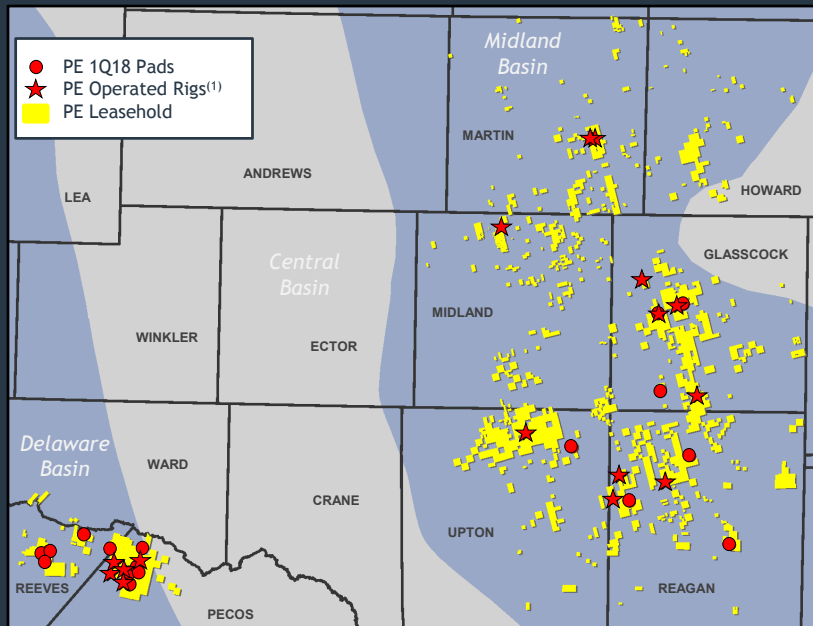 PE 1Q18 Pads
PE Operated Rigs(1)
PE Leasehold
Midland
Basin
MARTIN
ANDREWS
LEA
HOWARD
Central
Basin
GLASSCOCK
MIDLAND
WINKLER
ECTOR
Delaware
Basin
WARD
CRANE
UPTON
REEVES
REAGAN
PECOS